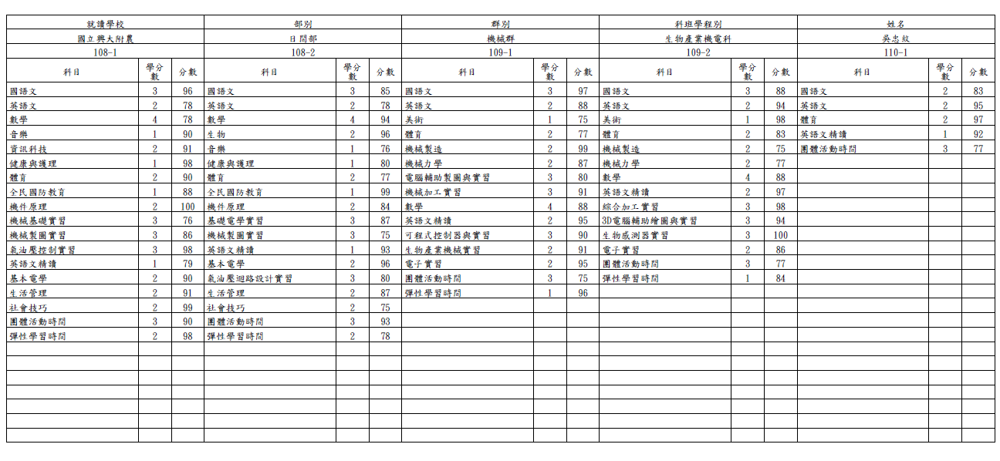 就讀學校 部別 群別 科班學程別 姓名
國立興大附農 日間部 機械群 生物產業機電科 吳忠紋
108-1 108-2 109-1 109-2 110-1
科目 學分數 分數 科目 學分數 分數 科目 學分數 分數 科目 學分數 分數 科目 學分數 分數
國語文 3 96 國語文 3 85 國語文 3 97 國語文 3 88 國語文 2 83
英語文 2 78 英語文 2 78 英語文 2 88 英語文 2 94 英語文 2 95
數學 4 78 數學 4 94 美術 1 75 美術 1 98 體育 2 97
音樂 1 90 生物 2 96 體育 2 77 體育 2 83 英語文精讀 1 92
資訊科技 2 91 音樂 1 76 機械製造 2 99 機械製造 2 75 團體活動時間 3 77
健康與護理 1 98 健康與護理 1 80 機械力學 2 87 機械力學 2 77
體育 2 90 體育 2 77 電腦輔助製圖與實習 3 80 數學 4 88
全民國防教育 1 88 全民國防教育 1 99 機械加工實習 3 91 英語文精讀 2 97
機件原理 2 100 機件原理 2 84 數學 4 88 綜合加工實習 3 98
機械基礎實習 3 76 基礎電學實習 3 87 英語文精讀 2 95 3D電腦輔助繪圖與實習 3 94
機械製圖實習 3 86 機械製圖實習 3 75 可程式控制器與實習 3 90 生物感測器實習 3 100
氣油壓控制實習 3 98 英語文精讀 1 93 生物產業機械實習 2 91 電子實習 2 86
英語文精讀 1 79 基本電學 2 96 電子實習 2 95 團體活動時間 3 77
基本電學 2 90 氣油壓迴路設計實習 3 80 團體活動時間 3 75 彈性學習時間 1 84
生活管理 2 91 生活管理 2 87 彈性學習時間 1 96
社會技巧 2 99 社會技巧 2 75
團體活動時間 3 90 團體活動時間 3 93
彈性學習時間 2 98 彈性學習時間 2 78